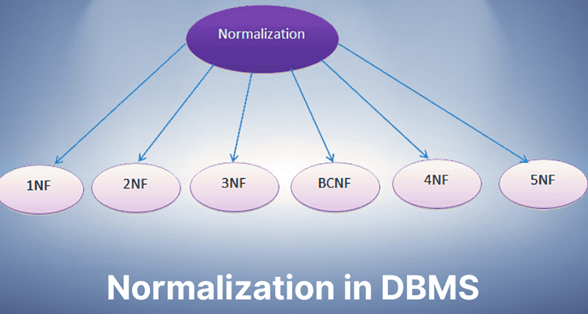 Normalization
1NF 2NF 3NF BCNF 4NF 5NF
Normalization in DBMS